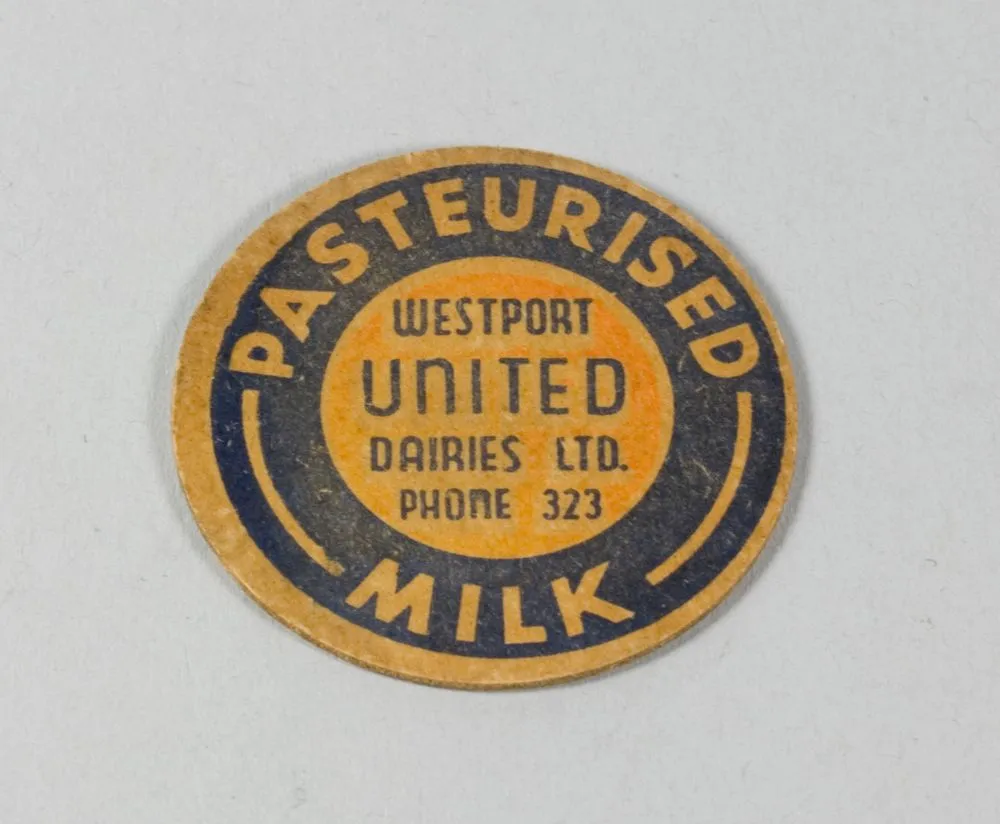 PASTEURISED
WESTPORT
UNITED
DAIRIES LTD.
PHONE 323
MILK